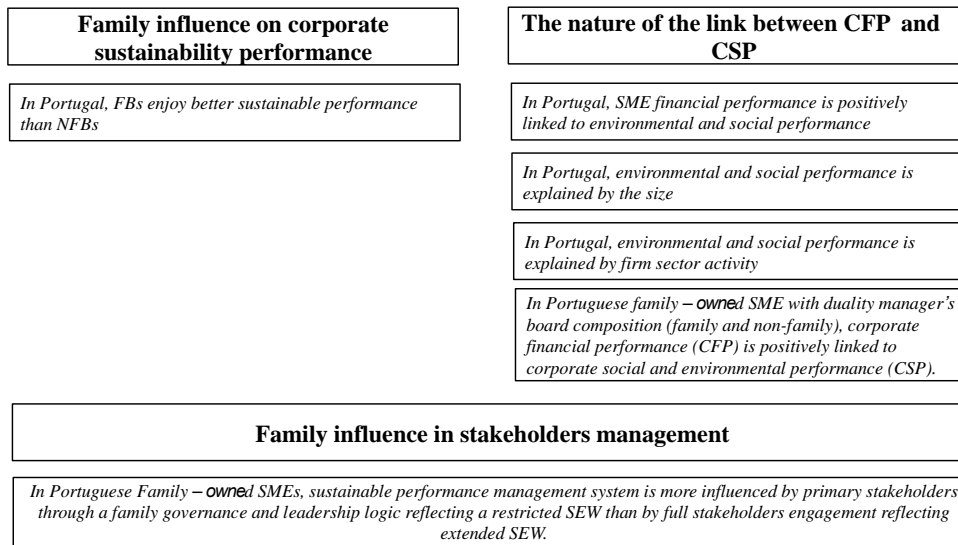 Family influence on corporate
sustainability performance
In Portugal, FBs enjoy better sustainable performance
than NFBs
The nature of the link between CFP and
CSP
In Portugal, SME financial performance is positively
linked to environmental and social performance
In Portugal, environmental and social performance is
explained by the size
In Portugal, environmental and social performance is
explained by firm sector activity
In Portuguese family – owned SME with duality manager's
board composition (family and non-family), corporate
financial performance (CFP) is positively linked to
corporate social and environmental performance (CSP).
Family influence in stakeholders management
In Portuguese Family – owned SMEs, sustainable performance management system is more influenced by primary stakeholders
through a family governance and leadership logic reflecting a restricted SEW than by full stakeholders engagement reflecting
extended SEW.